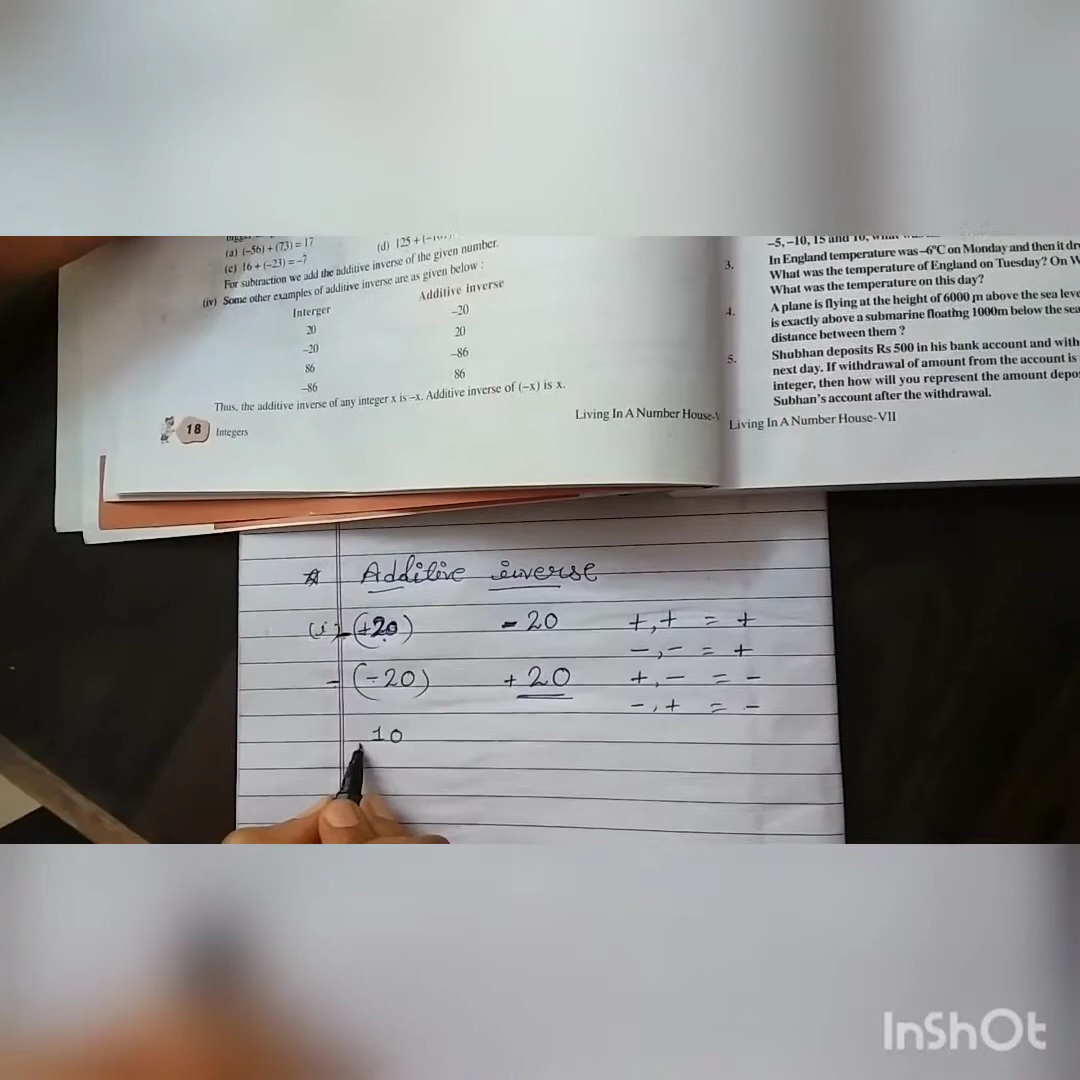 (a) (−56) + (73) = 17
(d) 125 +
(c) 16 + (−23) = −7
For subtraction we add the additive inverse of the given number.
(iv) Some other examples of additive inverse are as given below :
Interger Additive Inverse
20 −20
−20 20
86 −86
−86 86
Thus, the additive inverse of any integer x is −x. Additive inverse of (−x) is x.
18 Integers
Living In A Number House-V
−5, −10, 15 and 10,
3. In England temperature was −6°C on Monday and then it dr
What was the temperature of England on Tuesday? On W
What was the temperature on this day?
4. A plane is flying at the height of 6000 m above the sea leve
is exactly above a submarine floating 1000m below the sea
distance between them ?
5. Shubhan deposits Rs 500 in his bank account and with
next day. If withdrawal of amount from the account is
integer, then how will you represent the amount depo
Subhan's account after the withdrawal.
Living In A Number House-VII
Additive inverse
(i) −(+20) −20 +,+ = +
−,− = +
−(−20) +20 +,− = −
−,+ = −
10
InShOt